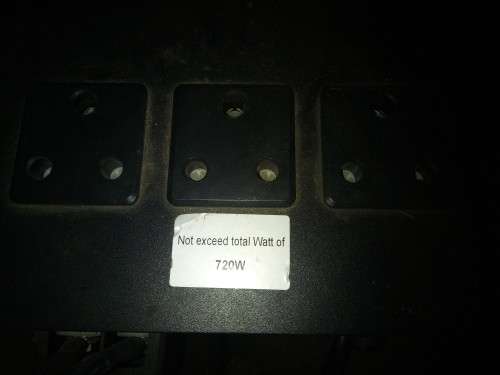 Not exceed total Watt of
720W